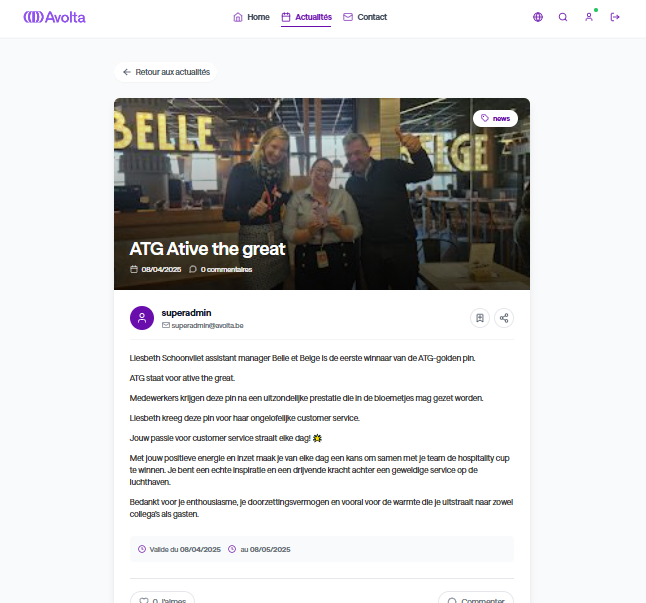 Avolta
Home
Actualités
Contact
Retour aux actualités
BELLE
BELGE
news
ATG Ative the great
08/04/2025 0 commentaires
superadmin
superadmin@avolta.be
Liesbeth Schoonvliet assistant manager Belle et Belge is de eerste winnaar van de ATG-golden pin.
ATG staat voor ative the great.
Medewerkers krijgen deze pin na een uitzondelijke prestatie die in de bloemetjes mag gezet worden.
Liesbeth kreeg deze pin voor haar ongelofelijke customer service.
Jouw passie voor customer service straalt elke dag!
Met jouw positieve energie en inzet maak je van elke dag een kans om samen met je team de hospitality cup
te winnen. Je bent een echte inspiratie en een drijvende kracht achter een geweldige service op de
luchthaven.
Bedankt voor je enthousiasme, je doorzettingsvermogen en vooral voor de warmte die je uitstraalt naar zowel
collega's als gasten.
Valide du 08/04/2025 au 08/05/2025
0 J'aimes
Commenter